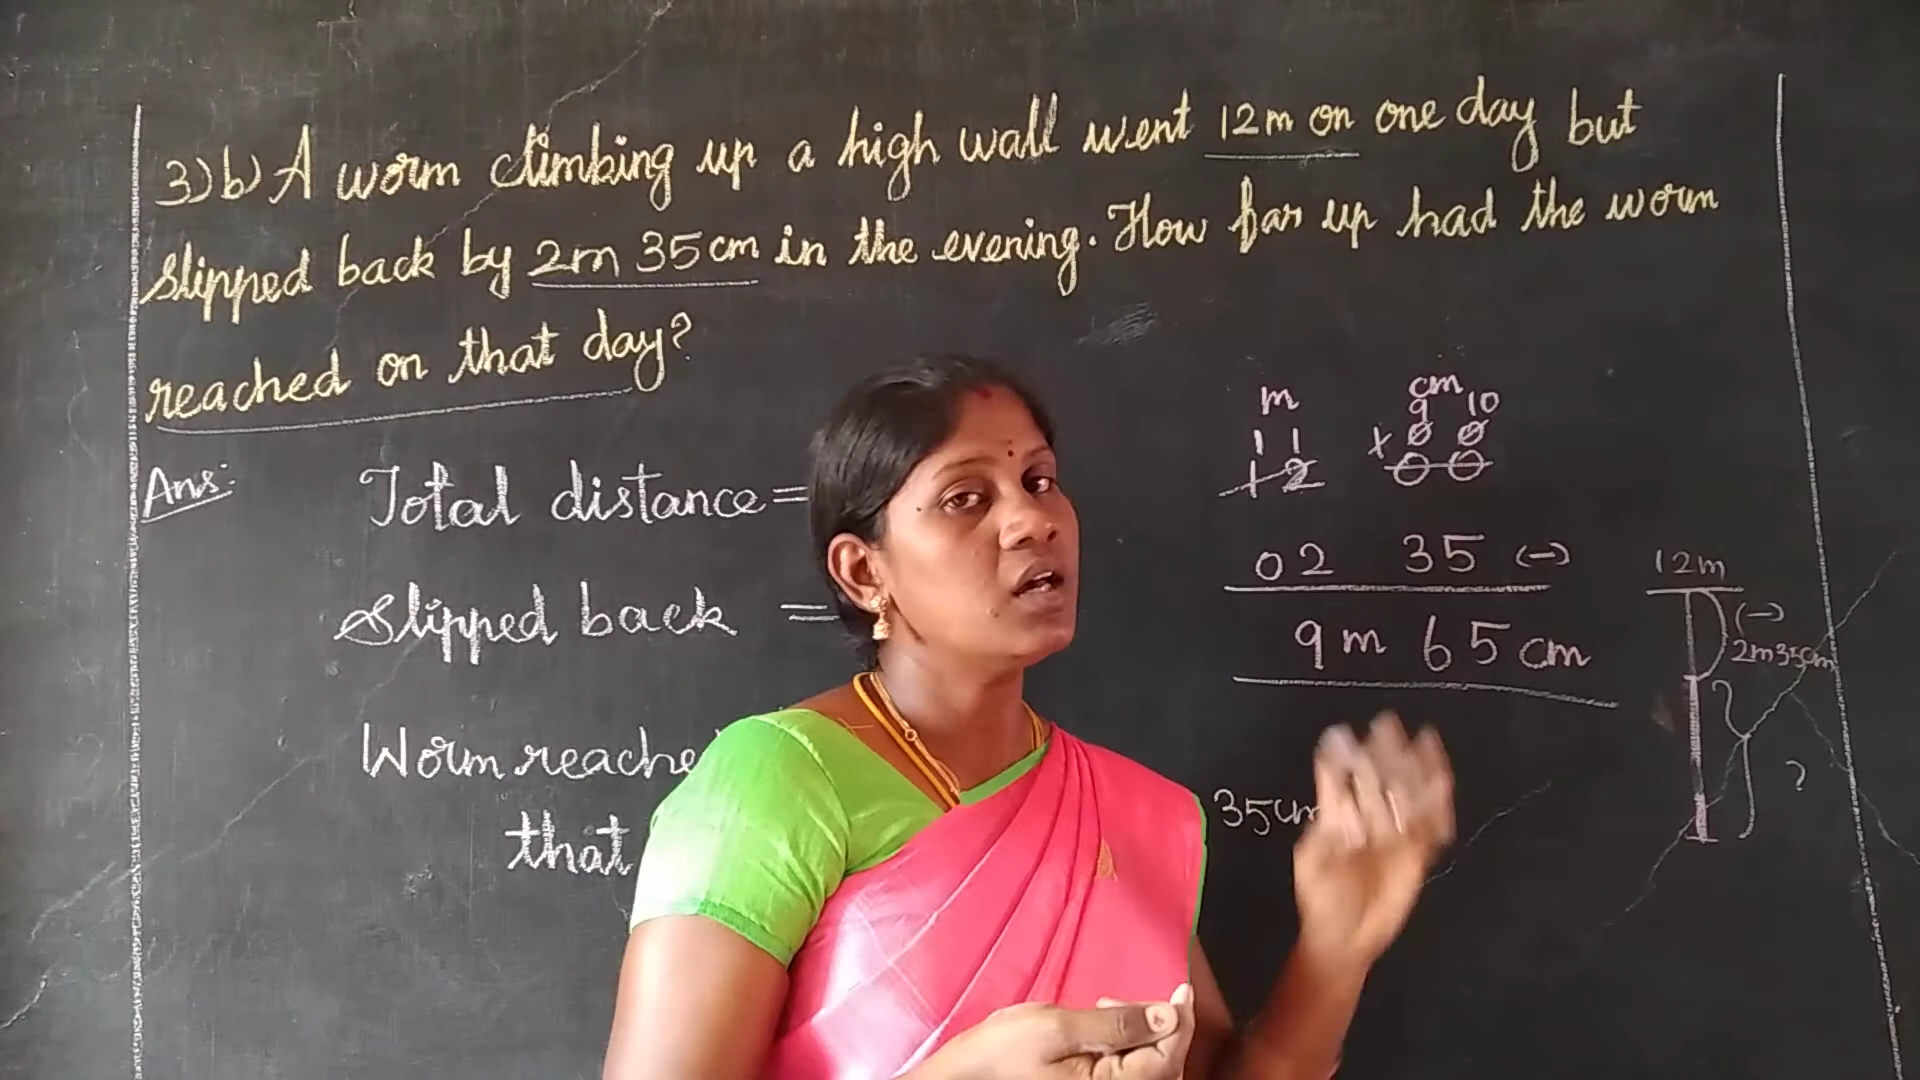 3) b) A worm climbing up a high wall went 12m on one day but
slipped back by 2m 35cm in the evening. How far up had the worm
reached on that day?
Ans:
Total distance =
Slipped back =
Worm reache
that
m cm
9 10
1 1 x 0 0
12 00
02 35 (-)
9m 65cm
35cm
12m
(-)
2m35cm
?